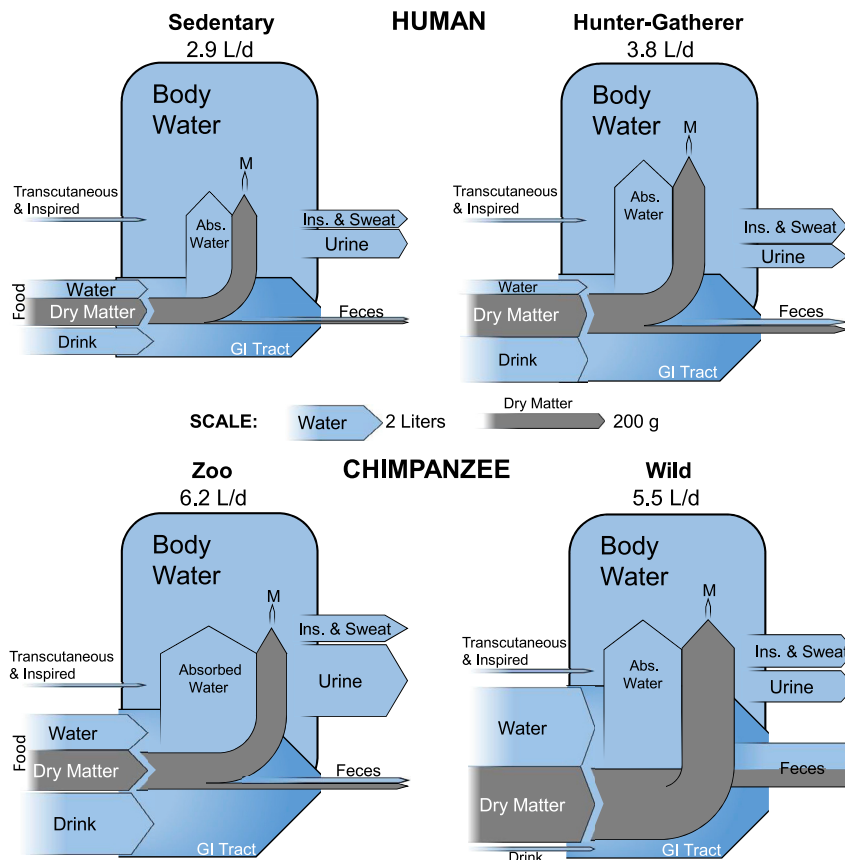 Sedentary
HUMAN
Hunter-Gatherer
2.9 L/d
3.8 L/d
Body
Water
M
Transcutaneous
& Inspired
Abs.
Water
Ins. & Sweat
Urine
Food
Water
Dry Matter
Drink
Feces
GI Tract
Body
Water
M
Transcutaneous
& Inspired
Abs.
Water
Ins. & Sweat
Urine
Water
Dry Matter
Drink
Feces
GI Tract
SCALE:
Water
2 Liters
Dry Matter
200 g
Zoo
CHIMPANZEE
Wild
6.2 L/d
5.5 L/d
Body
Water
M
Transcutaneous
& Inspired
Absorbed
Water
Ins. & Sweat
Urine
Food
Water
Dry Matter
Drink
Feces
GI Tract
Body
Water
M
Transcutaneous
& Inspired
Abs.
Water
Ins. & Sweat
Urine
Water
Dry Matter
Drink
Feces
GI Tract